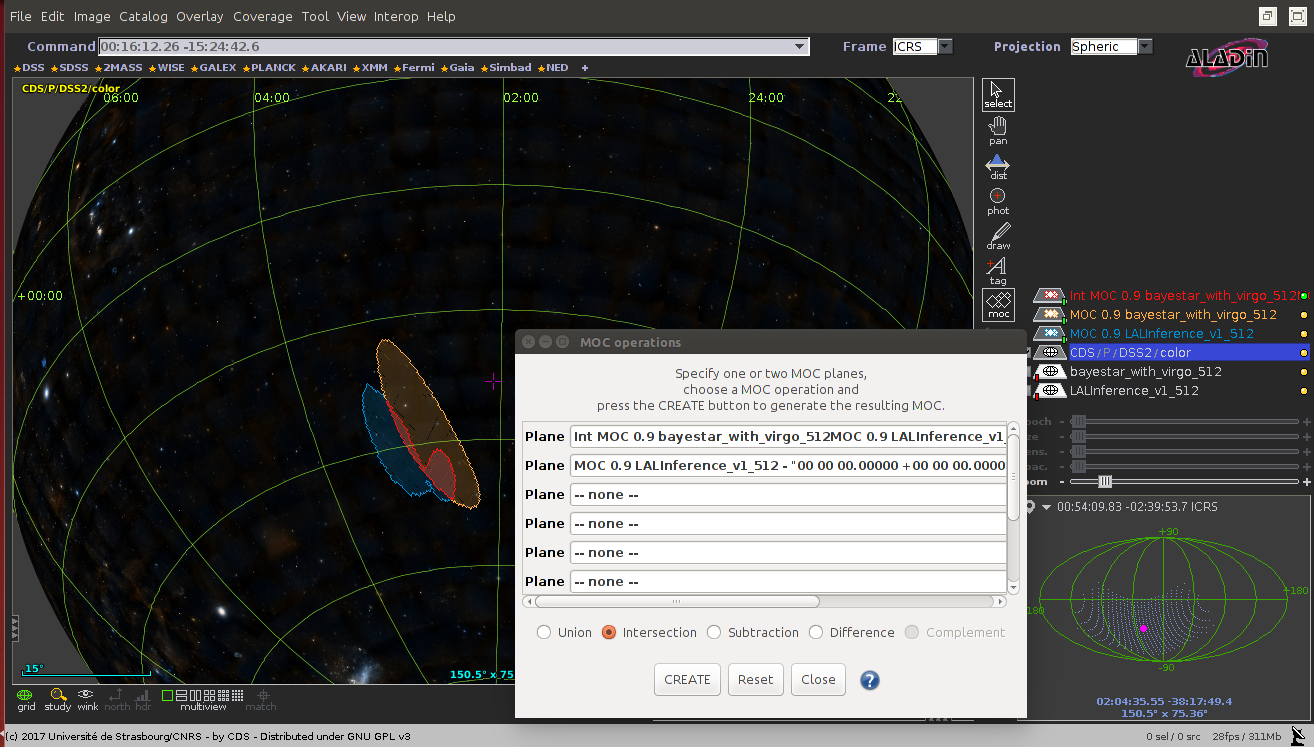 File Edit Image Catalog Overlay Coverage Tool View Interop Help
Command 00:16:12.26 -15:24:42.6 Frame ICRS Projection Spheric ALADIN
DSS SDSS 2MASS WISE GALEX PLANCK AKARI XMM Fermi Gaia Simbad NED +
CDS/P/DSS2/color
06:00 04:00 02:00 24:00 22
+00:00
select
pan
dist
phot
draw
tag
moc
Int MOC 0.9 bayestar_with_virgo_512
MOC 0.9 bayestar_with_virgo_512
MOC 0.9 LALInference_v1_512
CDS/P/DSS2/color
bayestar_with_virgo_512
LALInference_v1_512
MOC operations
Specify one or two MOC planes,
choose a MOC operation and
press the CREATE button to generate the resulting MOC.
Plane Int MOC 0.9 bayestar_with_virgo_512MOC 0.9 LALInference_v1_
Plane MOC 0.9 LALInference_v1_512 - "00 00 00.00000 +00 00 00.0000
Plane -- none --
Plane -- none --
Plane -- none --
Plane -- none --
Union Intersection Subtraction Difference Complement
CREATE Reset Close ?
och - +
ze - +
ens. - +
pac. - +
oom - +
00:54:09.83 -02:39:53.7 ICRS
+90
+180
180
-90
02:04:35.55 -38:17:49.4
150.5° x 75.36°
15°
150.5° x 75
grid study wink north hdr multiview match
(c) 2017 Université de Strasbourg/CNRS - by CDS - Distributed under GNU GPL v3
0 sel / 0 src 28fps / 311Mb